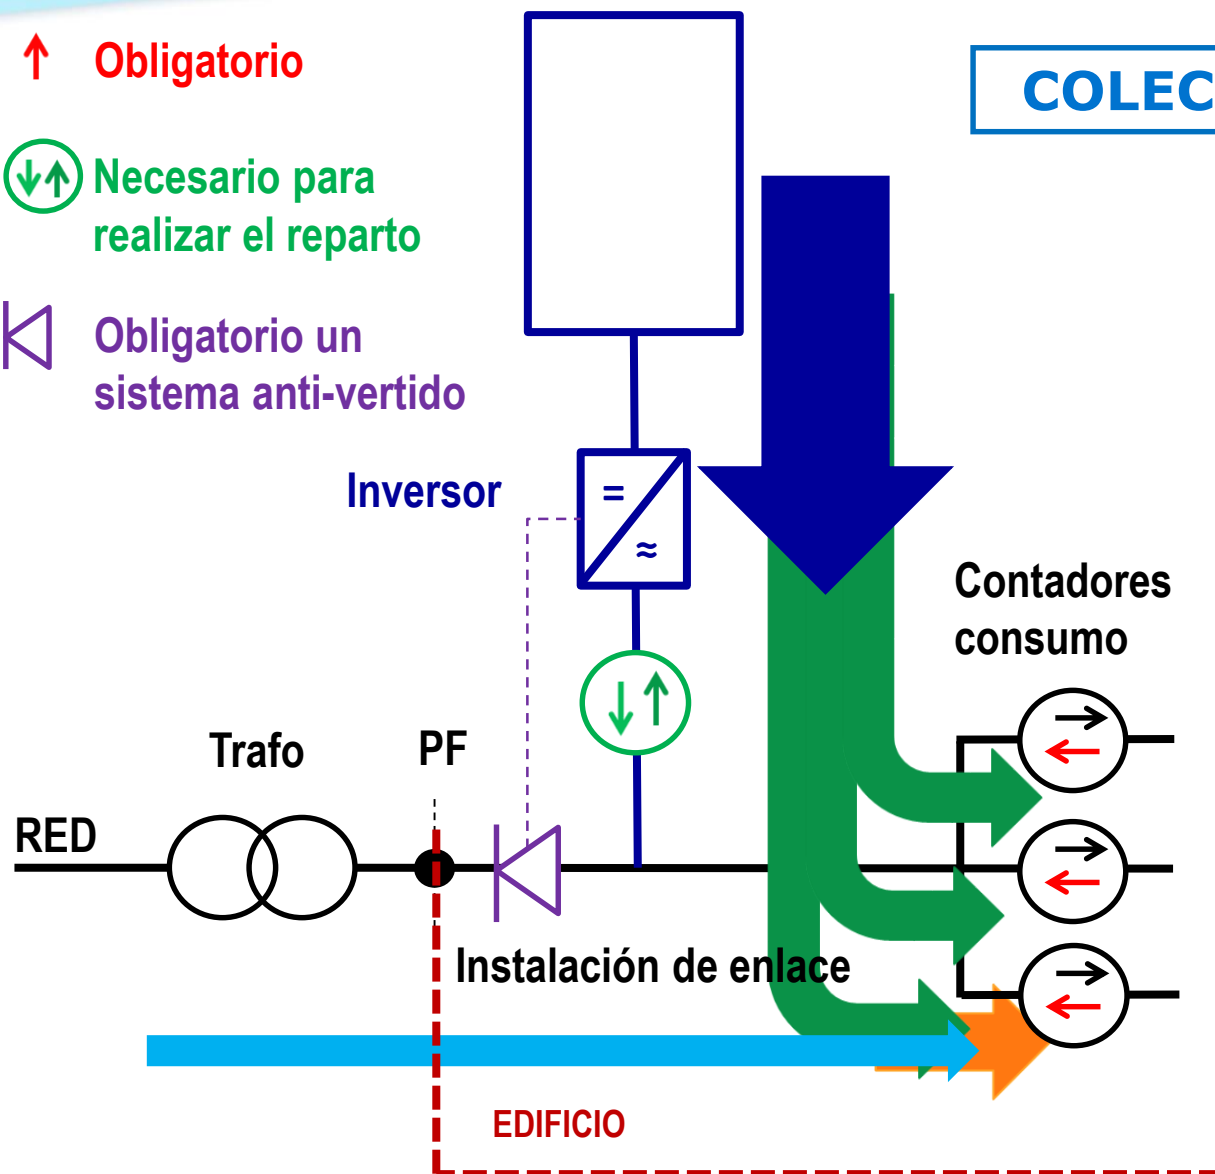 Obligatorio
COLEC
Necesario para
realizar el reparto
Obligatorio un
sistema anti-vertido
Inversor
=
≈
Contadores
consumo
Trafo
PF
RED
Instalación de enlace
EDIFICIO